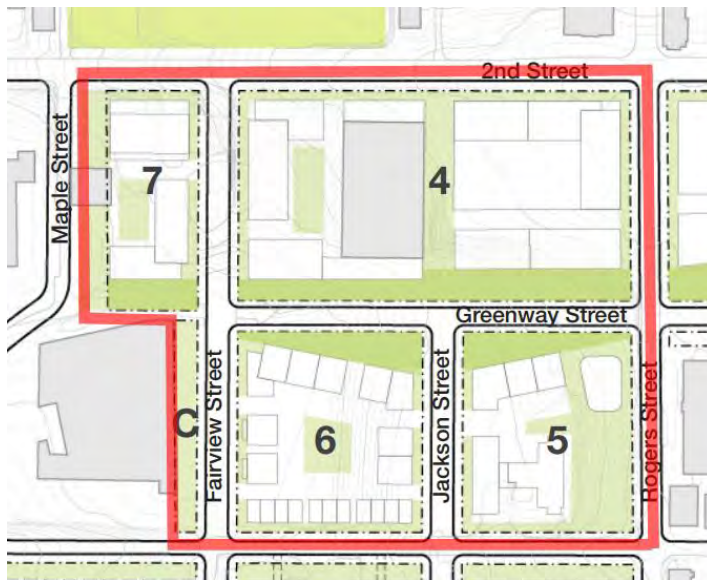 2nd Street
Maple Street
7
4
Greenway Street
C
Fairview Street
6
Jackson Street
5
Rogers Street